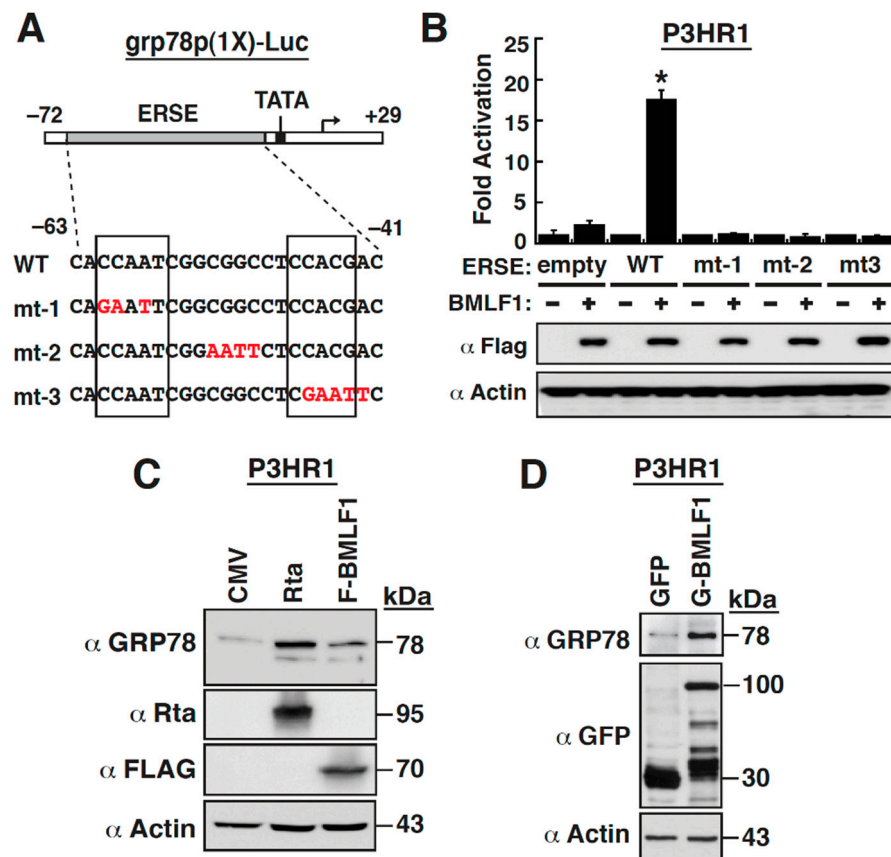 A
grp78p(1X)-Luc
−72 ERSE TATA +29
−63 −41
WT CACCAATCGGCGGCCTCCACGAC
mt-1 CAGAATTCGGCGGCCTCCACGAC
mt-2 CACCAATCGGAATTCTCCACGAC
mt-3 CACCAATCGGCGGCCTCGAATTC
B
P3HR1
Fold Activation
25
20
15
10
5
0
*
ERSE: empty WT mt-1 mt-2 mt3
BMLF1: − + − + − + − + − +
α Flag
α Actin
C
P3HR1
CMV Rta F-BMLF1
kDa
α GRP78 78
α Rta 95
α FLAG 70
α Actin 43
D
P3HR1
GFP G-BMLF1
kDa
α GRP78 78
100
α GFP
30
α Actin 43